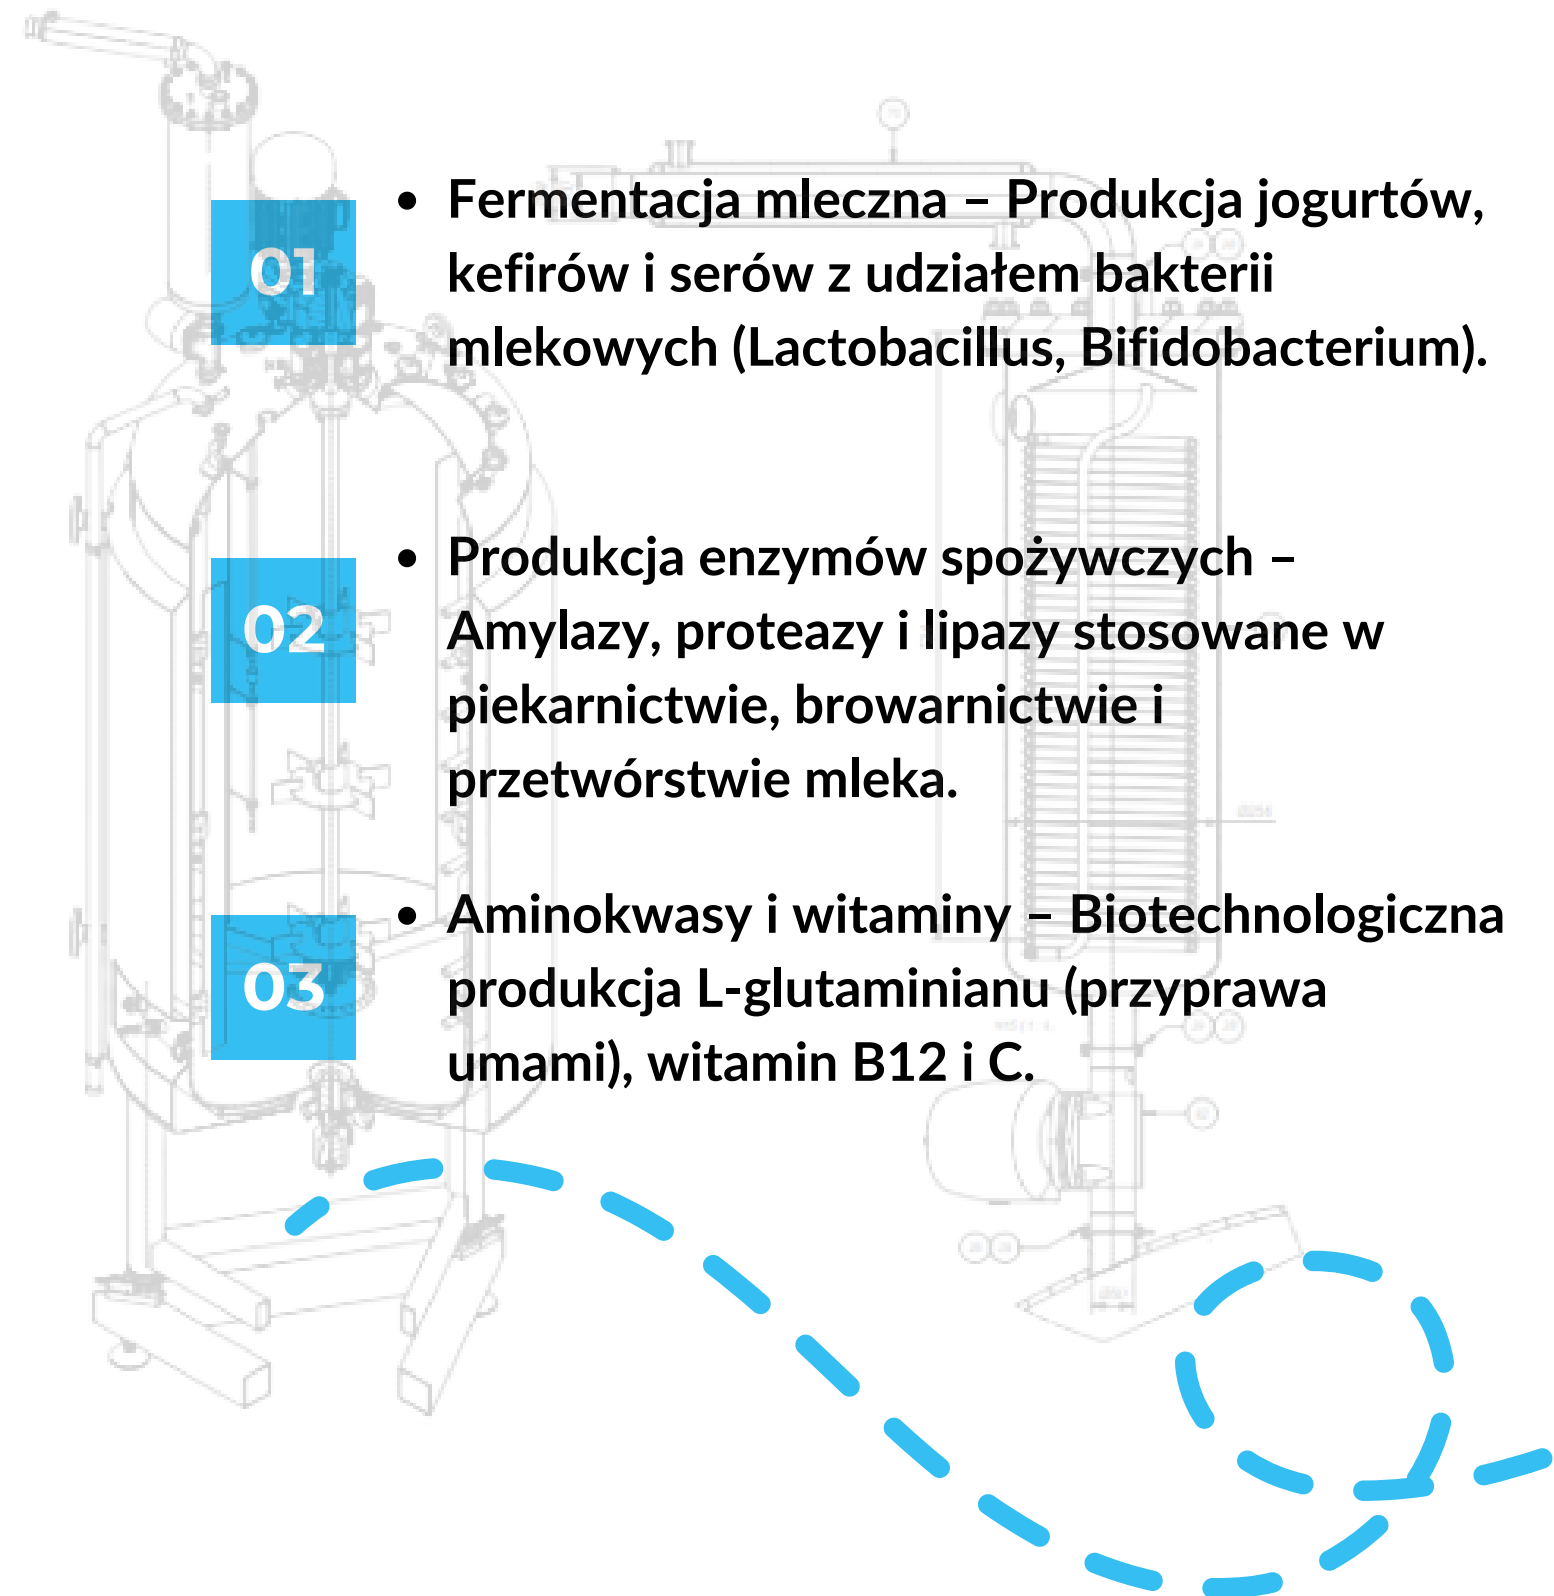 01
• Fermentacja mleczna – Produkcja jogurtów,
kefirów i serów z udziałem bakterii
mlekowych (Lactobacillus, Bifidobacterium).
02
• Produkcja enzymów spożywczych –
Amylazy, proteazy i lipazy stosowane w
piekarnictwie, browarnictwie i
przetwórstwie mleka.
03
• Aminokwasy i witaminy – Biotechnologiczna
produkcja L-glutaminianu (przyprawa
umami), witamin B12 i C.